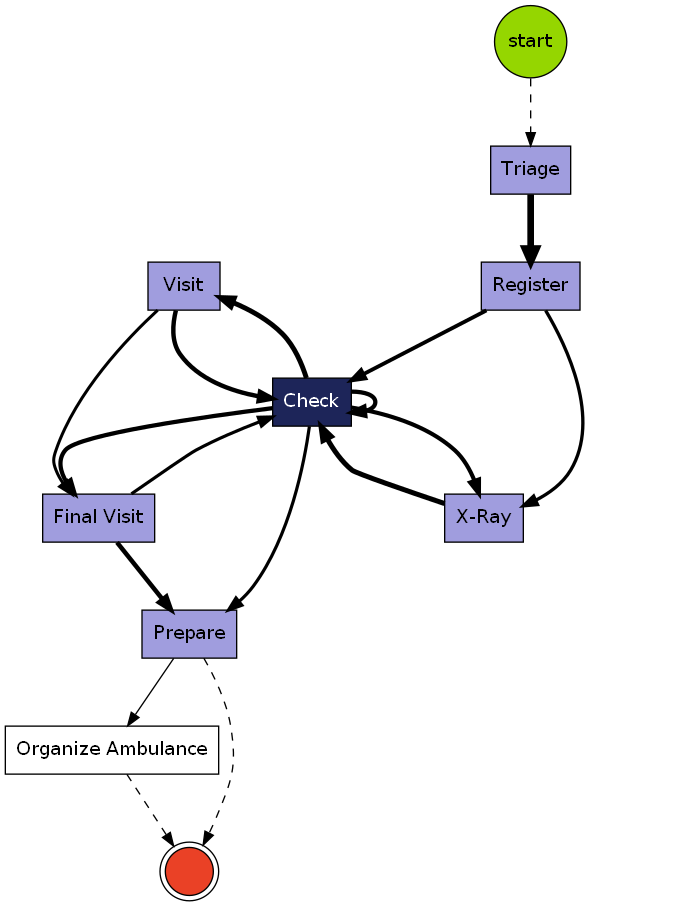 start
Triage
Visit
Register
Check
Final Visit
X-Ray
Prepare
Organize Ambulance